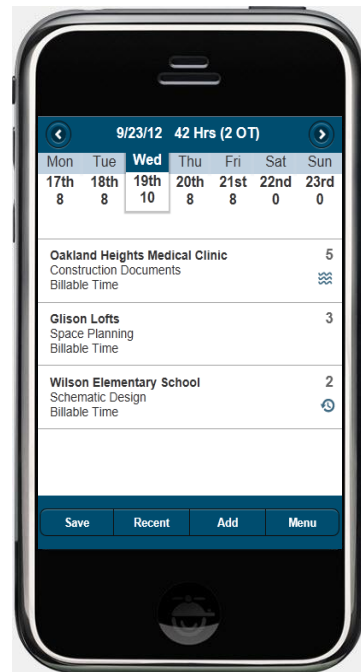 9/23/12 42 Hrs (2 OT)
Mon Tue Wed Thu Fri Sat Sun
17th 18th 19th 20th 21st 22nd 23rd
8 8 10 8 8 0 0
Oakland Heights Medical Clinic 5
Construction Documents
Billable Time
Glison Lofts 3
Space Planning
Billable Time
Wilson Elementary School 2
Schematic Design
Billable Time
Save Recent Add Menu